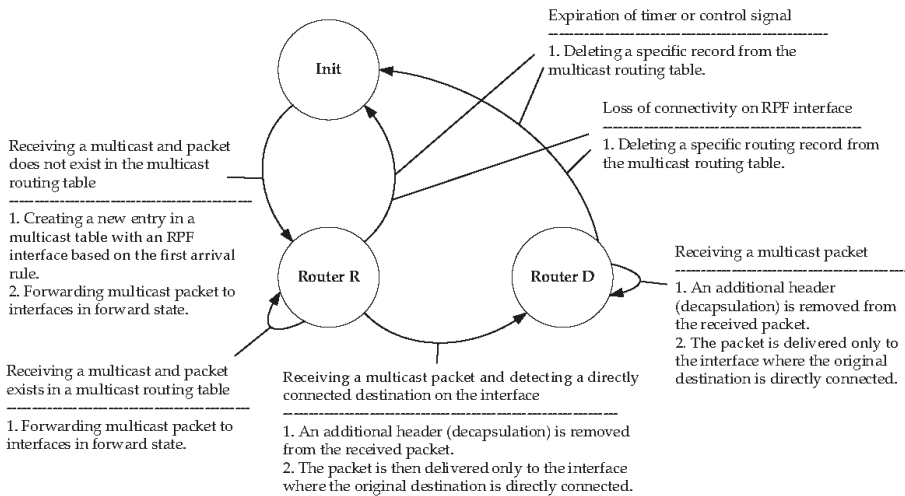 Expiration of timer or control signal
1. Deleting a specific record from the
multicast routing table.
Init
Loss of connectivity on RPF interface
1. Deleting a specific routing record from
the multicast routing table.
Receiving a multicast and packet
does not exist in the multicast
routing table
1. Creating a new entry in a
multicast table with an RPF
interface based on the first arrival
rule.
2. Forwarding multicast packet to
interfaces in forward state.
Router R
Router D
Receiving a multicast packet
1. An additional header
(decapsulation) is removed from
the received packet.
2. The packet is delivered only to
the interface where the original
destination is directly connected.
Receiving a multicast and packet
exists in a multicast routing table
1. Forwarding multicast packet to
interfaces in forward state.
Receiving a multicast packet and detecting a directly
connected destination on the interface
1. An additional header (decapsulation) is removed
from the received packet.
2. The packet is then delivered only to the interface
where the original destination is directly connected.